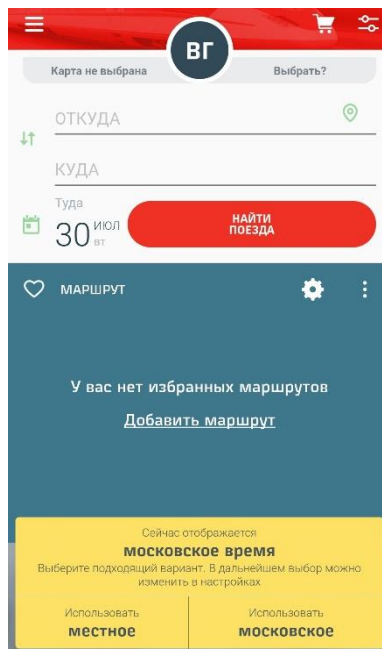 ВГ
Карта не выбрана
Выбрать?
ОТКУДА
КУДА
Туда
30 ИЮЛ
вт
НАЙТИ
ПОЕЗДА
МАРШРУТ
У вас нет избранных маршрутов
Добавить маршрут
Сейчас отображается
московское время
Выберите подходящий вариант. В дальнейшем выбор можно
изменить в настройках
Использовать
местное
Использовать
московское